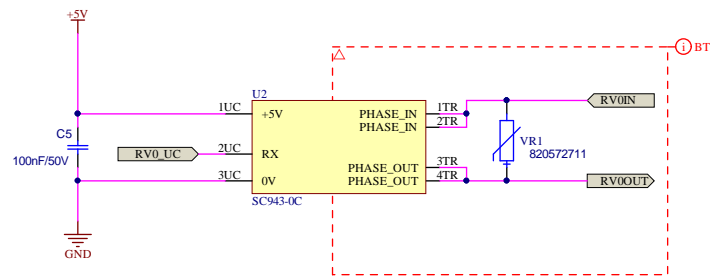 +5V
BT
U2
1UC
+5V
PHASE_IN
1TR
RV0IN
PHASE_IN
2TR
C5
100nF/50V
RV0_UC
2UC
RX
VR1
820572711
PHASE_OUT
3TR
3UC
0V
PHASE_OUT
4TR
RV0OUT
SC943-0C
GND